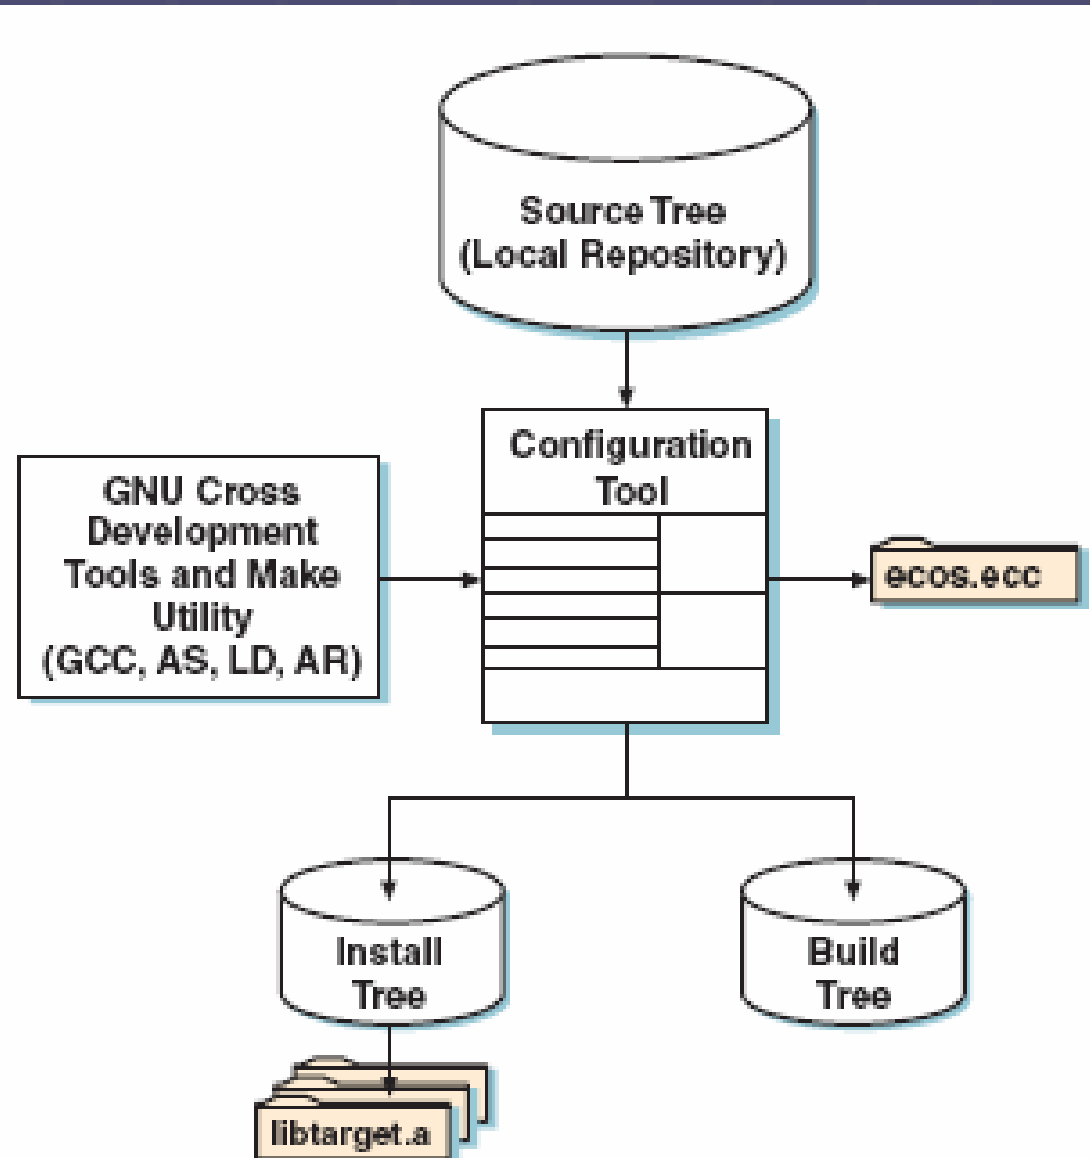 Source Tree
(Local Repository)
Configuration
Tool
GNU Cross
Development
Tools and Make
Utility
(GCC, AS, LD, AR)
ecos.ecc
Install
Tree
Build
Tree
libtarget.a